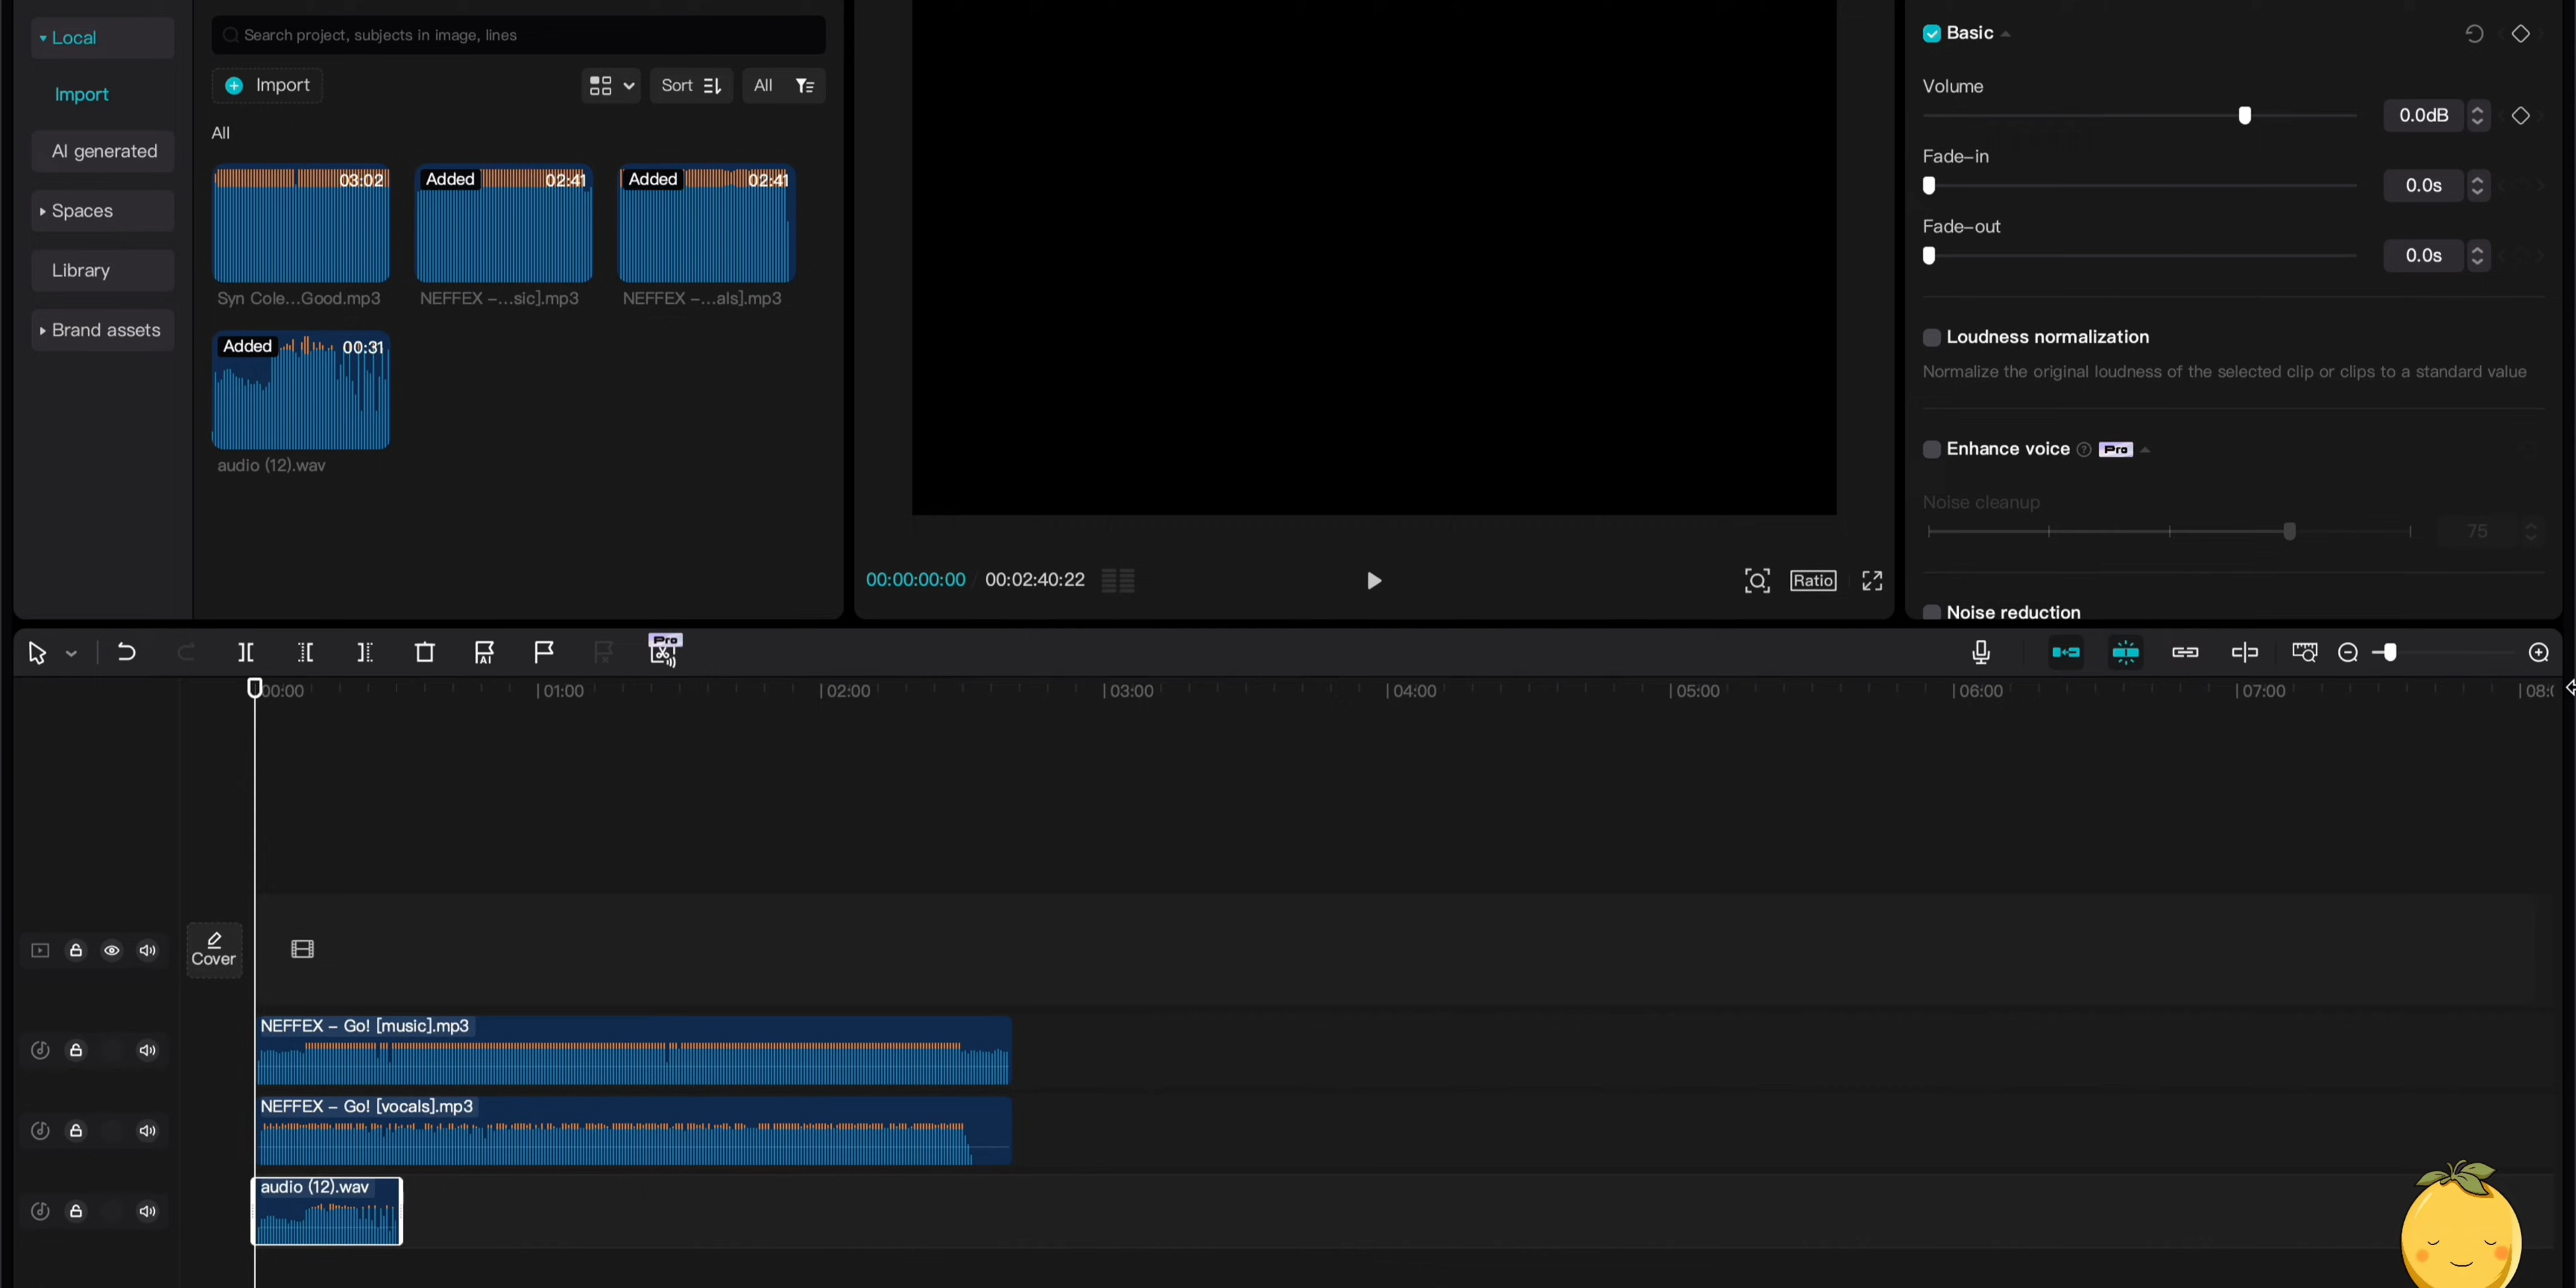 Local
Import
AI generated
Spaces
Library
Brand assets
Search project, subjects in image, lines
Import
Sort
All
All
03:02
Syn Cole...Good.mp3
Added
02:41
NEFFEX –...sic].mp3
Added
02:41
NEFFEX –...als].mp3
Added
00:31
audio (12).wav
00:00:00:00
00:02:40:22
Ratio
Basic
Volume
0.0dB
Fade-in
0.0s
Fade-out
0.0s
Loudness normalization
Normalize the original loudness of the selected clip or clips to a standard value
Enhance voice
Pro
Noise cleanup
75
Noise reduction
AI
Pro
00:00
01:00
02:00
03:00
04:00
05:00
06:00
07:00
Cover
NEFFEX – Go! [music].mp3
NEFFEX – Go! [vocals].mp3
audio (12).wav